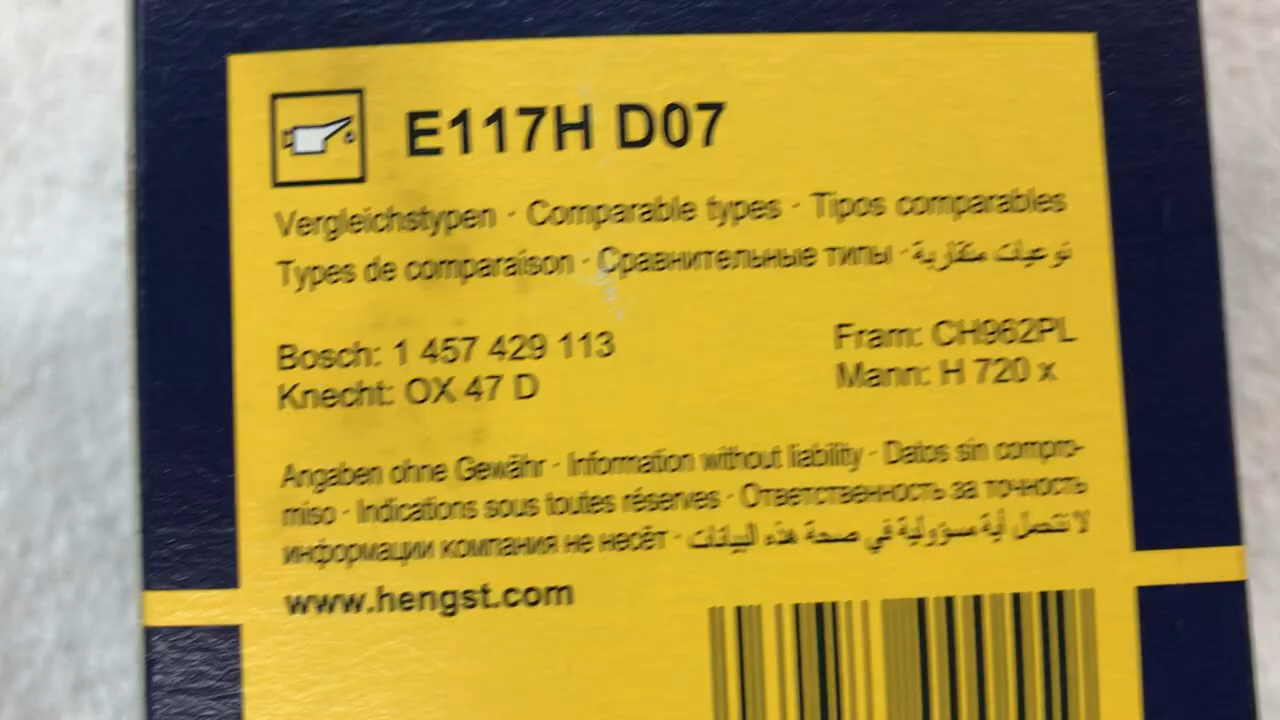 E117H D07
Vergleichstypen · Comparable types · Tipos comparables
Types de comparaison · Сравнительные типы · نوعيات متقاربة
Bosch: 1 457 429 113
Fram: CH962PL
Knecht: OX 47 D
Mann: H 720 x
Angaben ohne Gewähr · Information without liability · Datos sin compro-
miso · Indications sous toutes réserves · Ответственность за точность
информации компания не несёт · لا تتحمل أية مسؤولية في صحة هذه البيانات
www.hengst.com